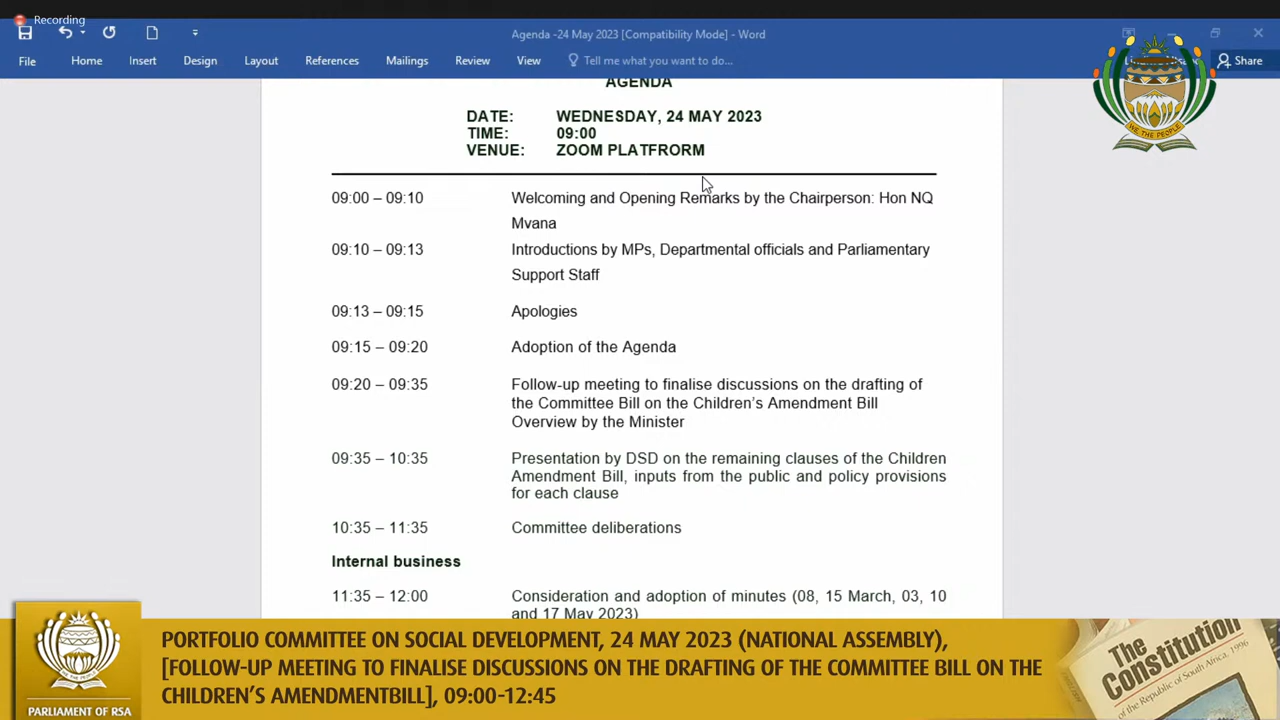 Recording
Agenda -24 May 2023 [Compatibility Mode] - Word
File Home Insert Design Layout References Mailings Review View Tell me what you want to do... Share
AGENDA
DATE: WEDNESDAY, 24 MAY 2023
TIME: 09:00
VENUE: ZOOM PLATFRORM
09:00 – 09:10 Welcoming and Opening Remarks by the Chairperson: Hon NQ
Mvana
09:10 – 09:13 Introductions by MPs, Departmental officials and Parliamentary
Support Staff
09:13 – 09:15 Apologies
09:15 – 09:20 Adoption of the Agenda
09:20 – 09:35 Follow-up meeting to finalise discussions on the drafting of
the Committee Bill on the Children’s Amendment Bill
Overview by the Minister
09:35 – 10:35 Presentation by DSD on the remaining clauses of the Children
Amendment Bill, inputs from the public and policy provisions
for each clause
10:35 – 11:35 Committee deliberations
Internal business
11:35 – 12:00 Consideration and adoption of minutes (08, 15 March, 03, 10
and 17 May 2023)
WE THE PEOPLE
PORTFOLIO COMMITTEE ON SOCIAL DEVELOPMENT, 24 MAY 2023 (NATIONAL ASSEMBLY),
[FOLLOW-UP MEETING TO FINALISE DISCUSSIONS ON THE DRAFTING OF THE COMMITTEE BILL ON THE
CHILDREN’S AMENDMENTBILL], 09:00-12:45
PARLIAMENT OF RSA
The
Constitution
of the Republic of South Africa, 1996